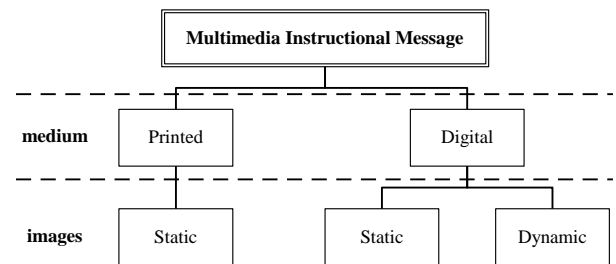 Multimedia Instructional Message
medium Printed Digital
images Static Static Dynamic